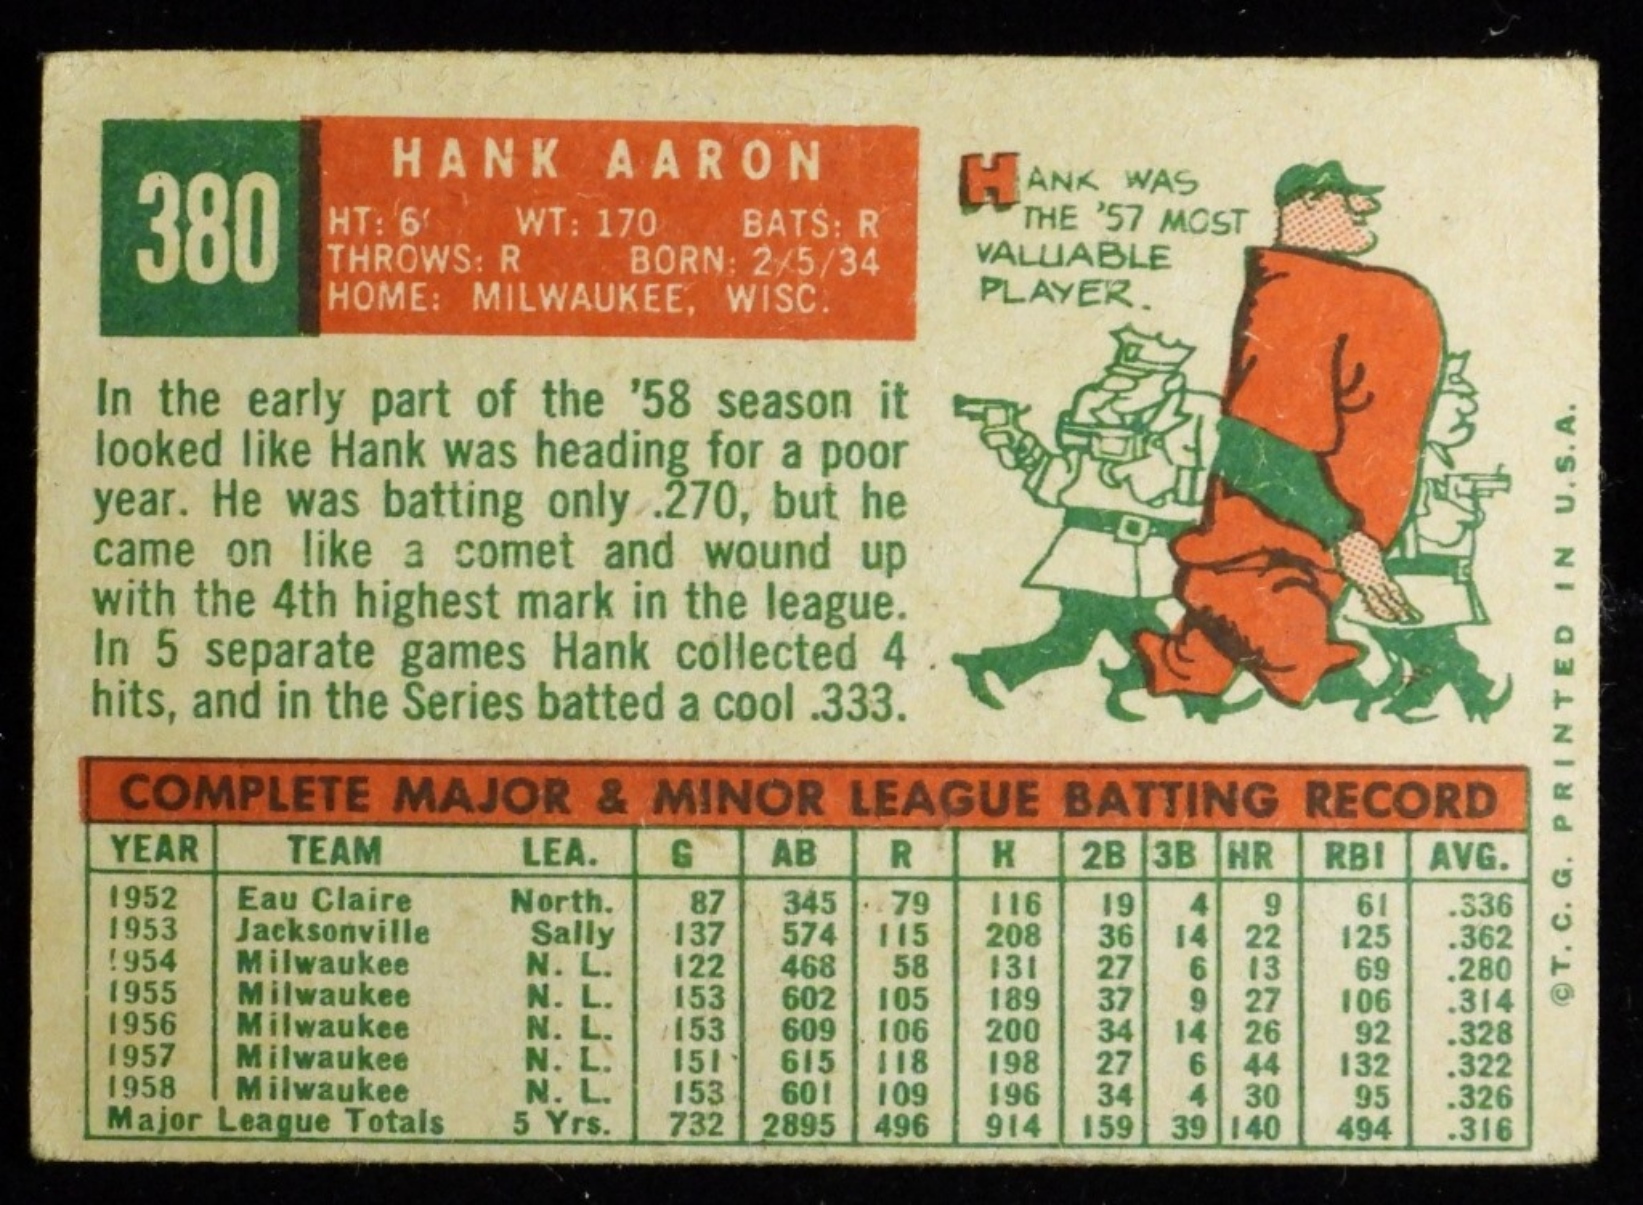 380
HANK AARON
HT: 6' WT: 170 BATS: R
THROWS: R BORN: 2/5/34
HOME: MILWAUKEE, WISC.
HANK WAS
THE '57 MOST
VALUABLE
PLAYER.
In the early part of the '58 season it
looked like Hank was heading for a poor
year. He was batting only .270, but he
came on like a comet and wound up
with the 4th highest mark in the league.
In 5 separate games Hank collected 4
hits, and in the Series batted a cool .333.
COMPLETE MAJOR & MINOR LEAGUE BATTING RECORD
YEAR TEAM LEA. G AB R H 2B 3B HR RBI AVG.
1952 Eau Claire North. 87 345 79 116 19 4 9 61 .336
1953 Jacksonville Sally 137 574 115 208 36 14 22 125 .362
1954 Milwaukee N. L. 122 468 58 131 27 6 13 69 .280
1955 Milwaukee N. L. 153 602 105 189 37 9 27 106 .314
1956 Milwaukee N. L. 153 609 106 200 34 14 26 92 .328
1957 Milwaukee N. L. 151 615 118 198 27 6 44 132 .322
1958 Milwaukee N. L. 153 601 109 196 34 4 30 95 .326
Major League Totals 5 Yrs. 732 2895 496 914 159 39 140 494 .316
©T. C. G. PRINTED IN U.S.A.